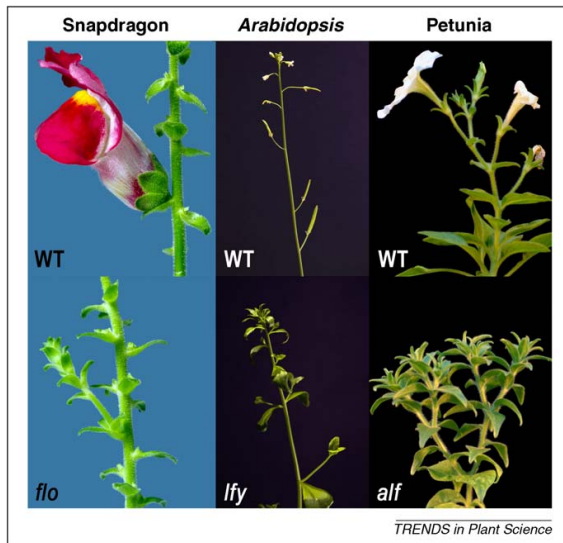 Snapdragon Arabidopsis Petunia
WT WT WT
flo lfy alf
TRENDS in Plant Science